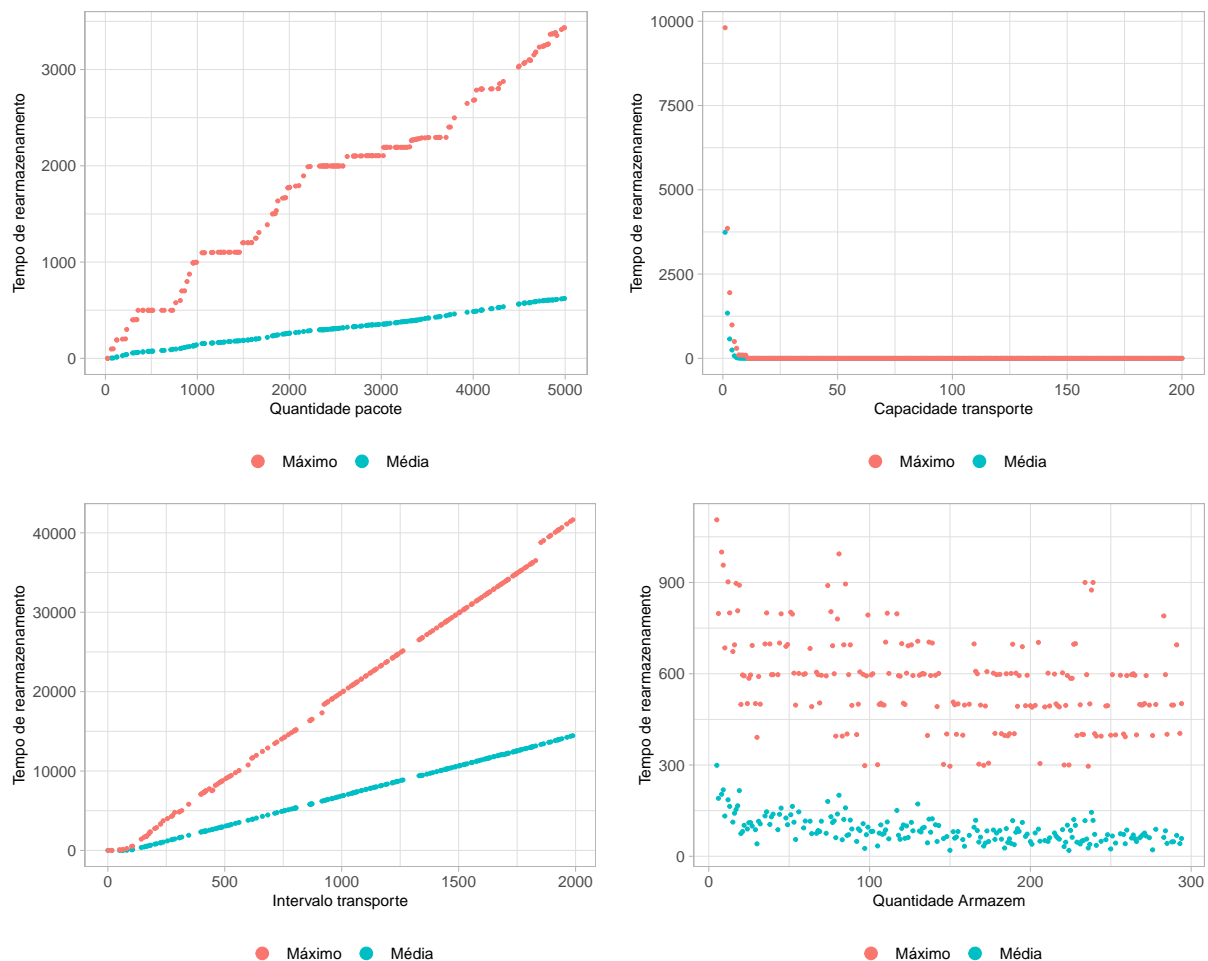 Tempo de rearmazenamento
3000
2000
1000
0
0 1000 2000 3000 4000 5000
Quantidade pacote
Máximo Média
Tempo de rearmazenamento
10000
7500
5000
2500
0
0 50 100 150 200
Capacidade transporte
Máximo Média
Tempo de rearmazenamento
40000
30000
20000
10000
0
0 500 1000 1500 2000
Intervalo transporte
Máximo Média
Tempo de rearmazenamento
900
600
300
0
0 100 200 300
Quantidade Armazem
Máximo Média